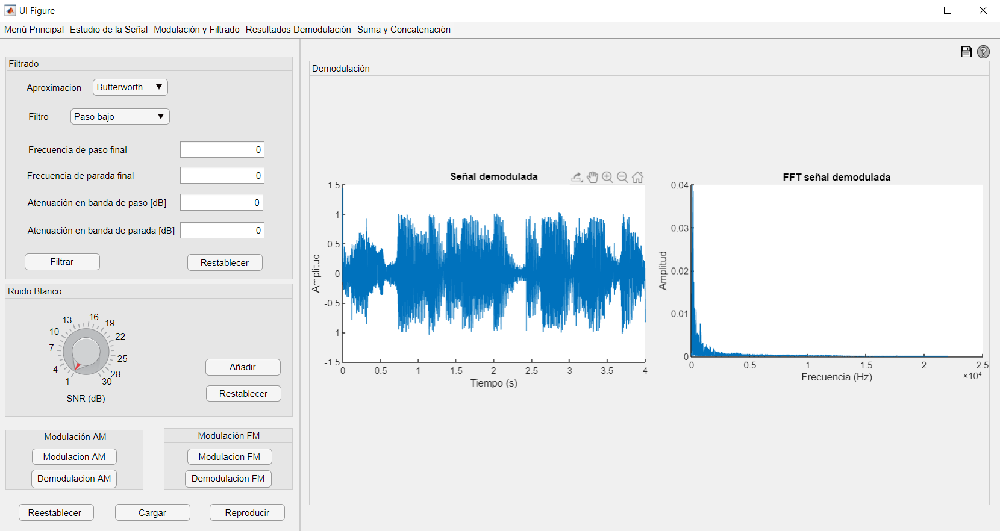 UI Figure
Menú Principal Estudio de la Señal Modulación y Filtrado Resultados Demodulación Suma y Concatenación
Filtrado
Aproximacion Butterworth
Filtro Paso bajo
Frecuencia de paso final 0
Frecuencia de parada final 0
Atenuación en banda de paso [dB] 0
Atenuación en banda de parada [dB] 0
Filtrar Restablecer
Ruido Blanco
1 4 7 10 13 16 19 22 25 28 30
SNR (dB)
Añadir
Restablecer
Modulación AM
Modulacion AM
Demodulacion AM
Modulación FM
Modulacion FM
Demodulacion FM
Reestablecer Cargar Reproducir
?
Demodulación
Señal demodulada
1.5
1
0.5
0
-0.5
-1
-1.5
Amplitud
0 0.5 1 1.5 2 2.5 3 3.5 4
Tiempo (s)
FFT señal demodulada
0.04
0.03
0.02
0.01
0
Amplitud
0 0.5 1 1.5 2 2.5
×10⁴
Frecuencia (Hz)